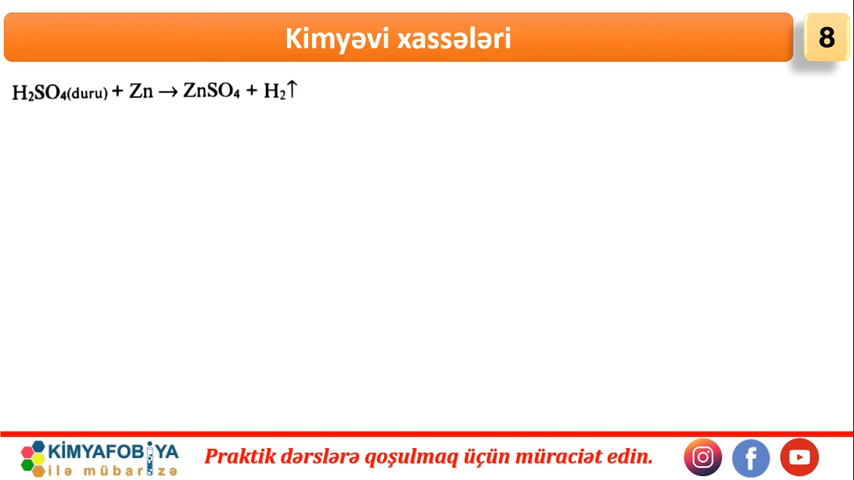 Kimyəvi xassələri
8
H₂SO₄(duru) + Zn → ZnSO₄ + H₂↑
KİMYAFOBİYA
ilə mübarizə
Praktik dərslərə qoşulmaq üçün müraciət edin.